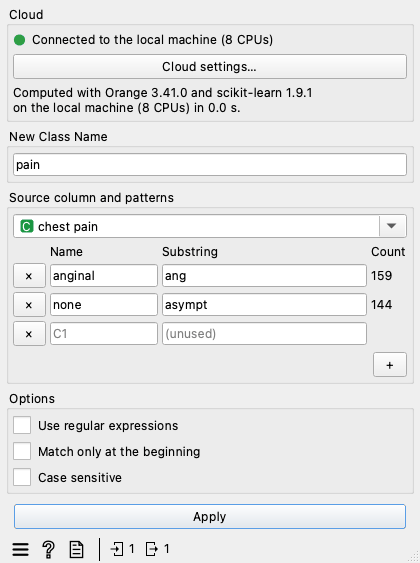 Cloud
Connected to the local machine (8 CPUs)
Cloud settings...
Computed with Orange 3.41.0 and scikit-learn 1.9.1
on the local machine (8 CPUs) in 0.0 s.
New Class Name
pain
Source column and patterns
C chest pain
Name Substring Count
× anginal ang 159
× none asympt 144
× C1 (unused)
+
Options
Use regular expressions
Match only at the beginning
Case sensitive
Apply
? 1 1